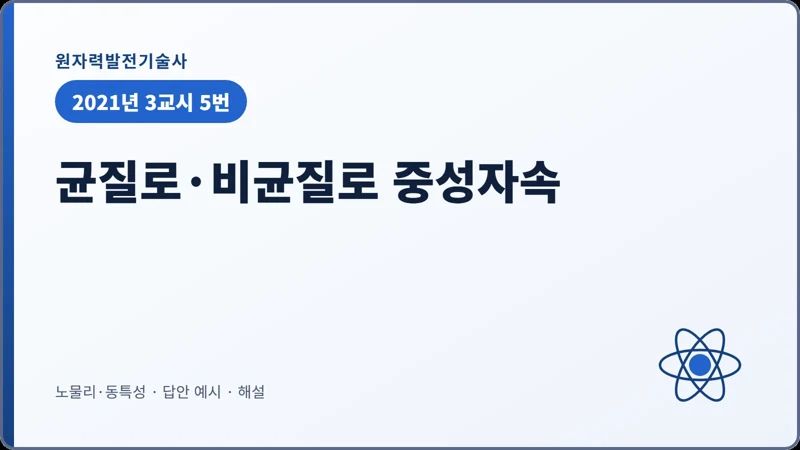 원자력발전기술사
2021년 3교시 5번
균질로·비균질로 중성자속
노물리·동특성 · 답안 예시 · 해설